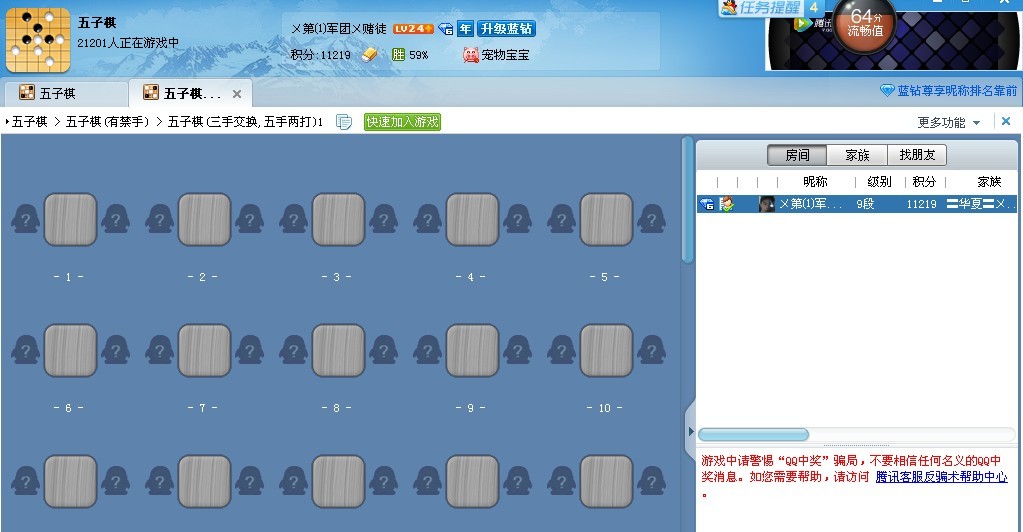 五子棋
21201人正在游戏中
㐅第⑴军团㐅赌徒 LV24+ 年 升级蓝钻
积分:11219 胜 59% 宠物宝宝
任务提醒 4
64分
流畅值
五子棋
五子棋...
蓝钻尊享昵称排名靠前
五子棋 > 五子棋(有禁手) > 五子棋(三手交换,五手两打)1 快速加入游戏
更多功能
房间 家族 找朋友
昵称 级别 积分 家族
㐅第⑴军... 9段 11219 〓华夏〓㐅...
- 1 - - 2 - - 3 - - 4 - - 5 -
- 6 - - 7 - - 8 - - 9 - - 10 -
游戏中请警惕“QQ中奖”骗局，不要相信任何名义的QQ中
奖消息。如您需要帮助，请访问 腾讯客服反骗术帮助中心
。